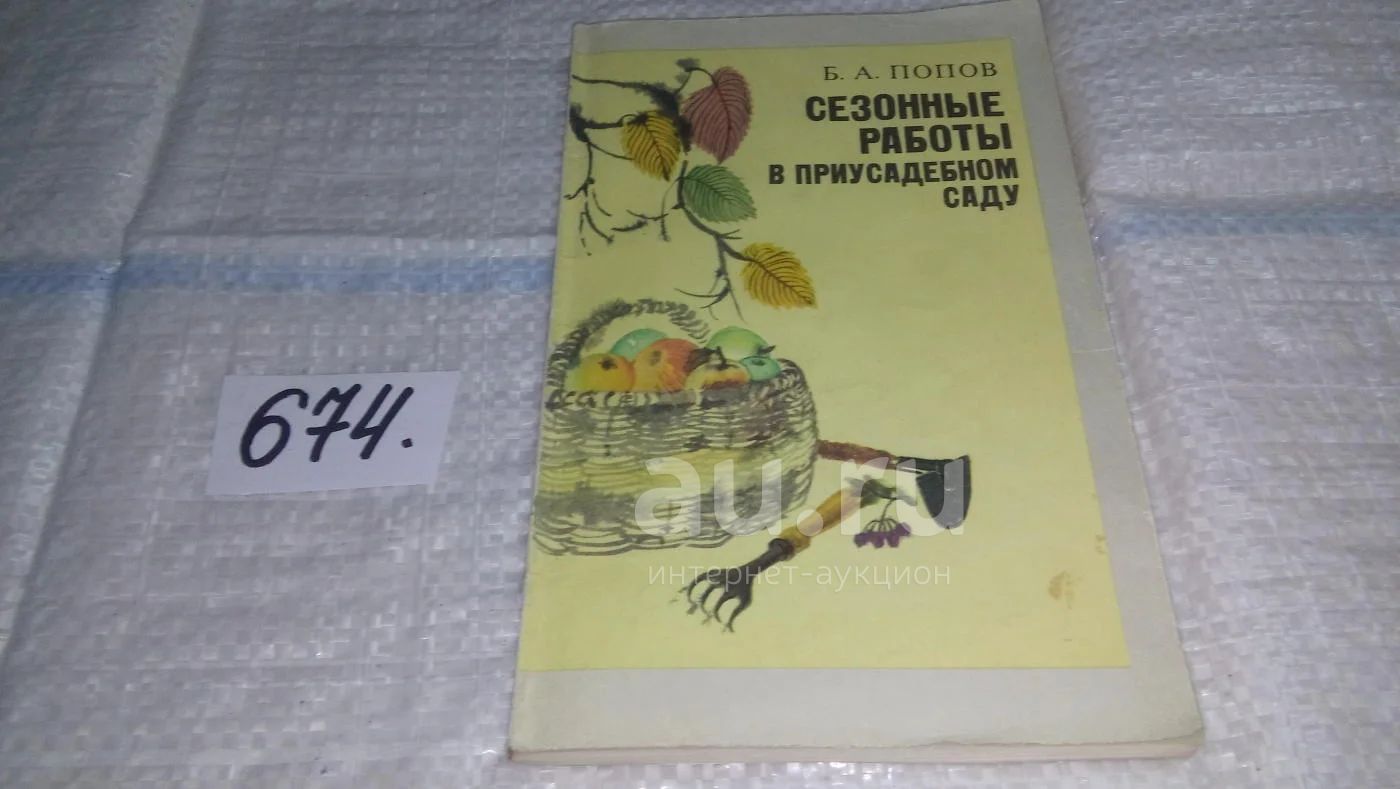 Б. А. ПОПОВ
СЕЗОННЫЕ
РАБОТЫ
В ПРИУСАДЕБНОМ
САДУ
674.
au.ru
интернет-аукцион